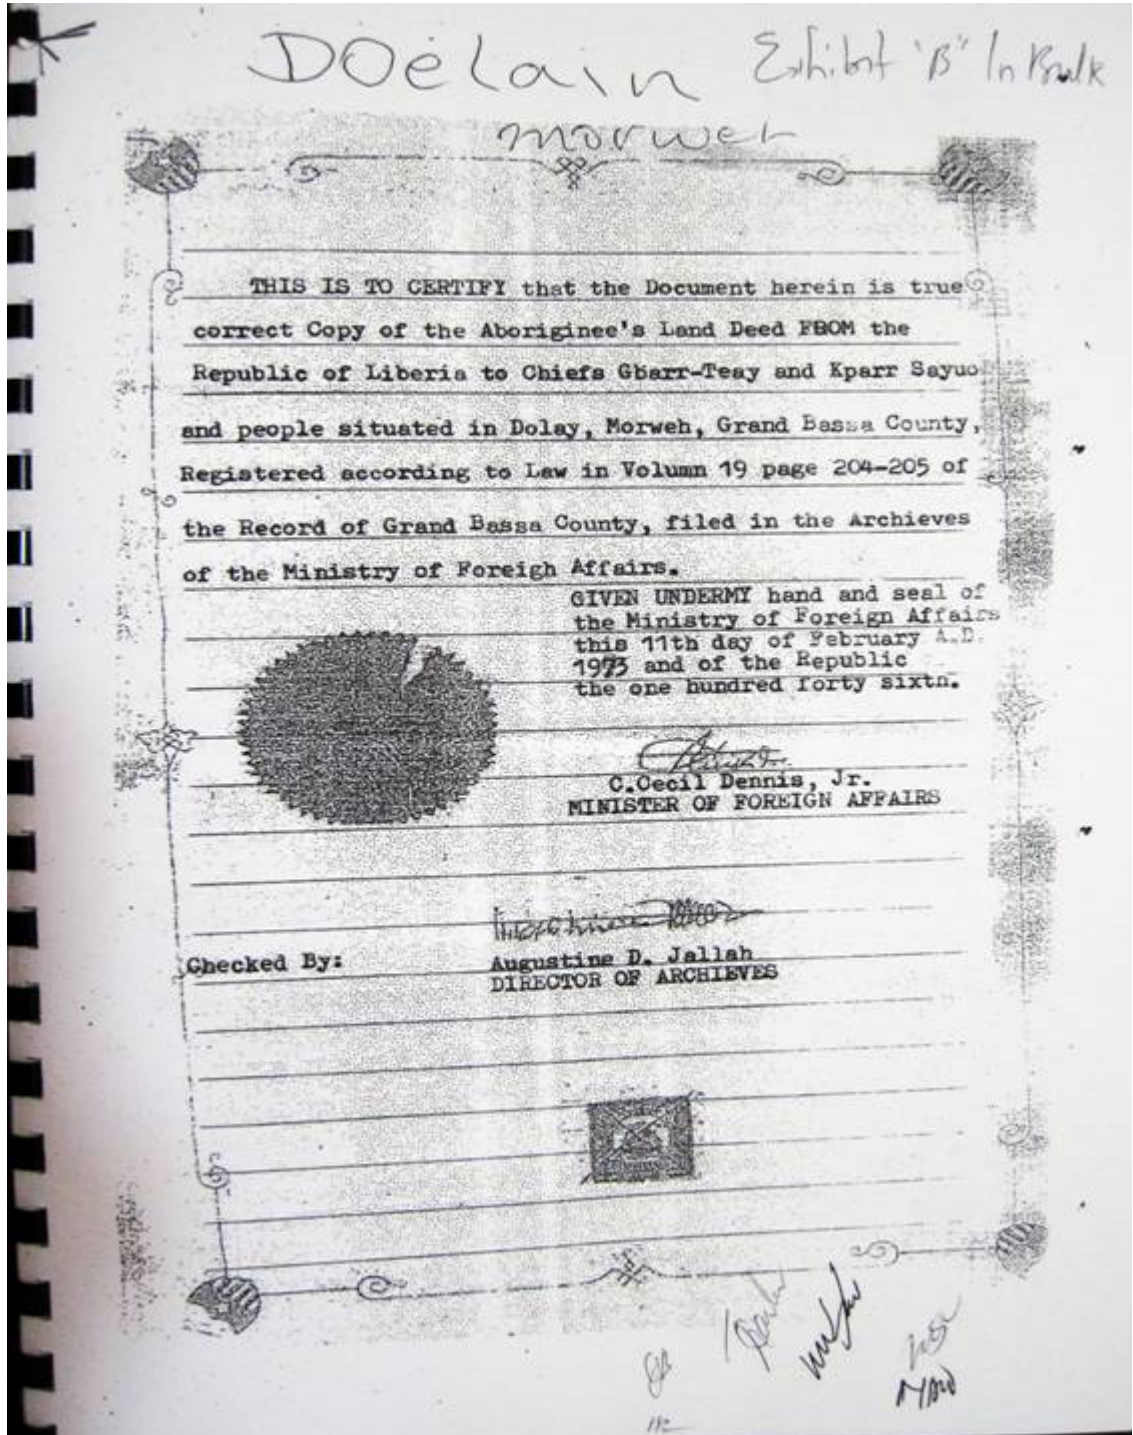 DOelain Exhibit "B" In Bulk
morweh
THIS IS TO CERTIFY that the Document herein is true
correct Copy of the Aboriginee's Land Deed FROM the
Republic of Liberia to Chiefs Gbarr-Teay and Kparr Sayuo
and people situated in Dolay, Morweh, Grand Bassa County,
Registered according to Law in Volumn 19 page 204-205 of
the Record of Grand Bassa County, filed in the Archieves
of the Ministry of Foreigh Affairs.
GIVEN UNDERMY hand and seal of
the Ministry of Foreign Affairs
this 11th day of February A.D.
1973 and of the Republic
the one hundred forty sixth.
C.Cecil Dennis, Jr.
MINISTER OF FOREIGN AFFAIRS
Checked By: Augustine D. Jallah
DIRECTOR OF ARCHIEVES